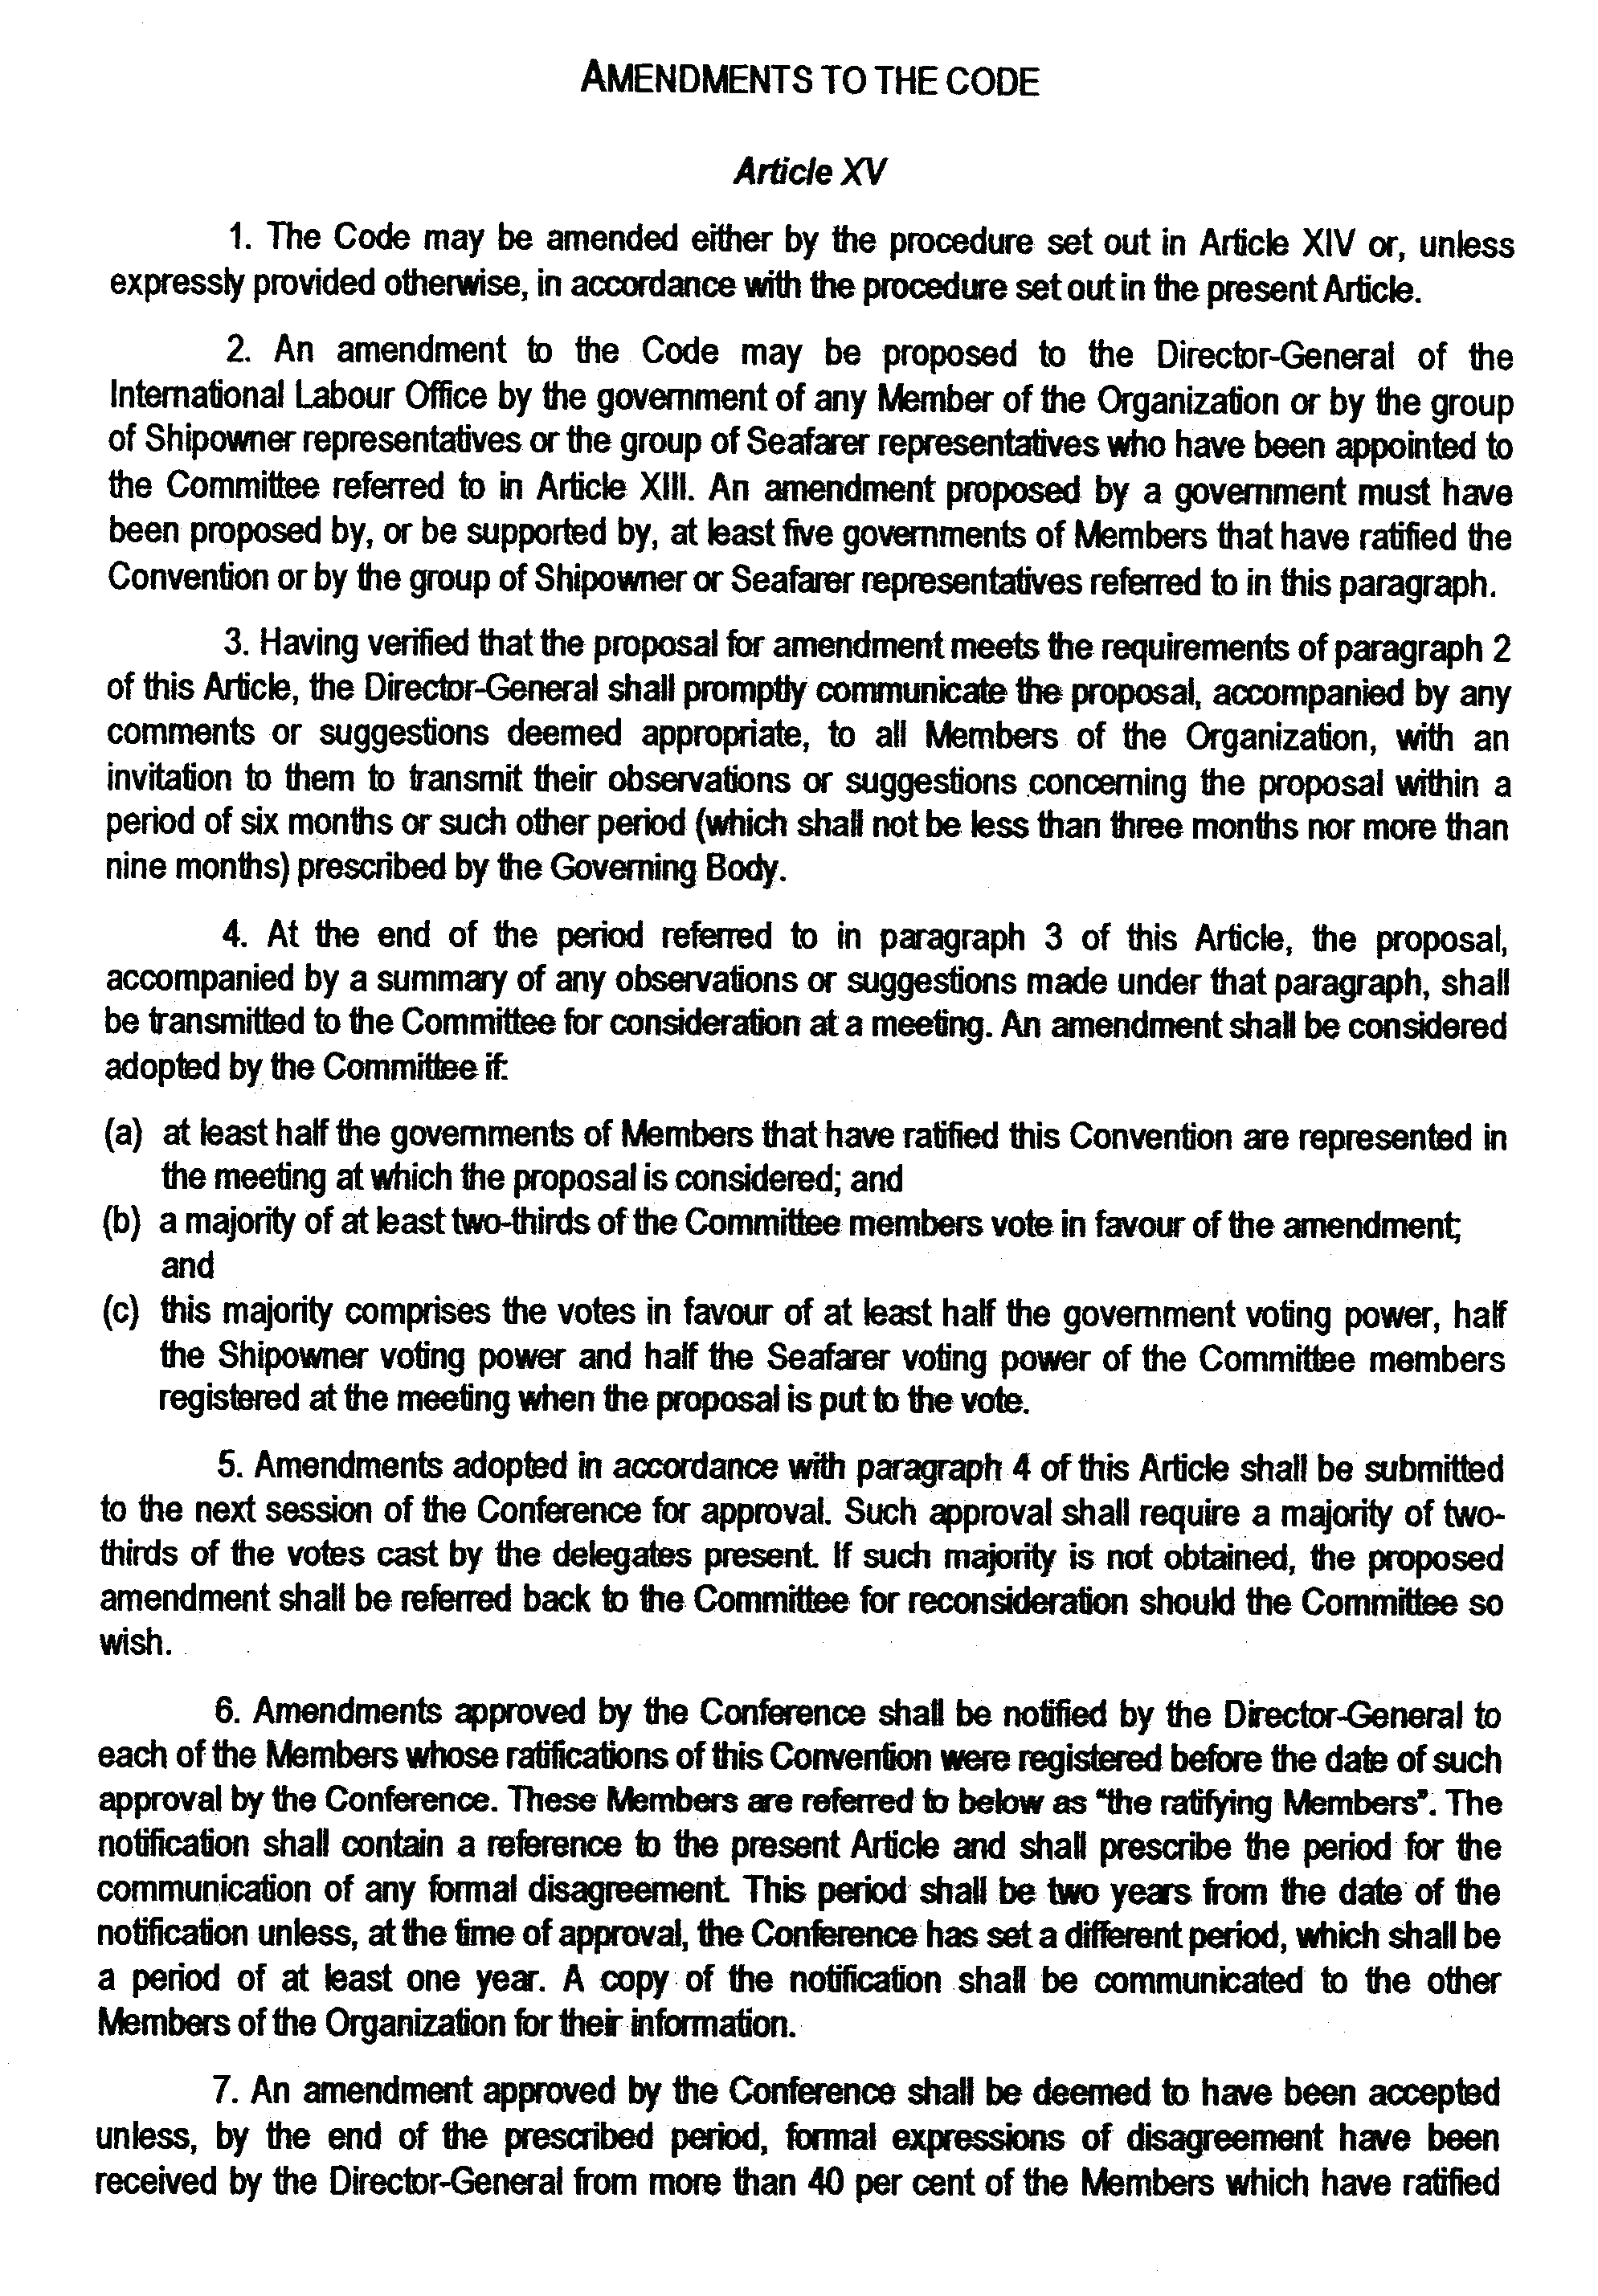 AMENDMENTS TO THE CODE
Article XV
1. The Code may be amended either by the procedure set out in Article XIV or, unless
expressly provided otherwise, in accordance with the procedure set out in the present Article.
2. An amendment to the Code may be proposed to the Director-General of the
International Labour Office by the government of any Member of the Organization or by the group
of Shipowner representatives or the group of Seafarer representatives who have been appointed to
the Committee referred to in Article XIII. An amendment proposed by a government must have
been proposed by, or be supported by, at least five governments of Members that have ratified the
Convention or by the group of Shipowner or Seafarer representatives referred to in this paragraph.
3. Having verified that the proposal for amendment meets the requirements of paragraph 2
of this Article, the Director-General shall promptly communicate the proposal, accompanied by any
comments or suggestions deemed appropriate, to all Members of the Organization, with an
invitation to them to transmit their observations or suggestions concerning the proposal within a
period of six months or such other period (which shall not be less than three months nor more than
nine months) prescribed by the Governing Body.
4. At the end of the period referred to in paragraph 3 of this Article, the proposal,
accompanied by a summary of any observations or suggestions made under that paragraph, shall
be transmitted to the Committee for consideration at a meeting. An amendment shall be considered
adopted by the Committee if:
(a) at least half the governments of Members that have ratified this Convention are represented in
the meeting at which the proposal is considered; and
(b) a majority of at least two-thirds of the Committee members vote in favour of the amendment;
and
(c) this majority comprises the votes in favour of at least half the government voting power, half
the Shipowner voting power and half the Seafarer voting power of the Committee members
registered at the meeting when the proposal is put to the vote.
5. Amendments adopted in accordance with paragraph 4 of this Article shall be submitted
to the next session of the Conference for approval. Such approval shall require a majority of two-
thirds of the votes cast by the delegates present. If such majority is not obtained, the proposed
amendment shall be referred back to the Committee for reconsideration should the Committee so
wish.
6. Amendments approved by the Conference shall be notified by the Director-General to
each of the Members whose ratifications of this Convention were registered before the date of such
approval by the Conference. These Members are referred to below as "the ratifying Members". The
notification shall contain a reference to the present Article and shall prescribe the period for the
communication of any formal disagreement. This period shall be two years from the date of the
notification unless, at the time of approval, the Conference has set a different period, which shall be
a period of at least one year. A copy of the notification shall be communicated to the other
Members of the Organization for their information.
7. An amendment approved by the Conference shall be deemed to have been accepted
unless, by the end of the prescribed period, formal expressions of disagreement have been
received by the Director-General from more than 40 per cent of the Members which have ratified